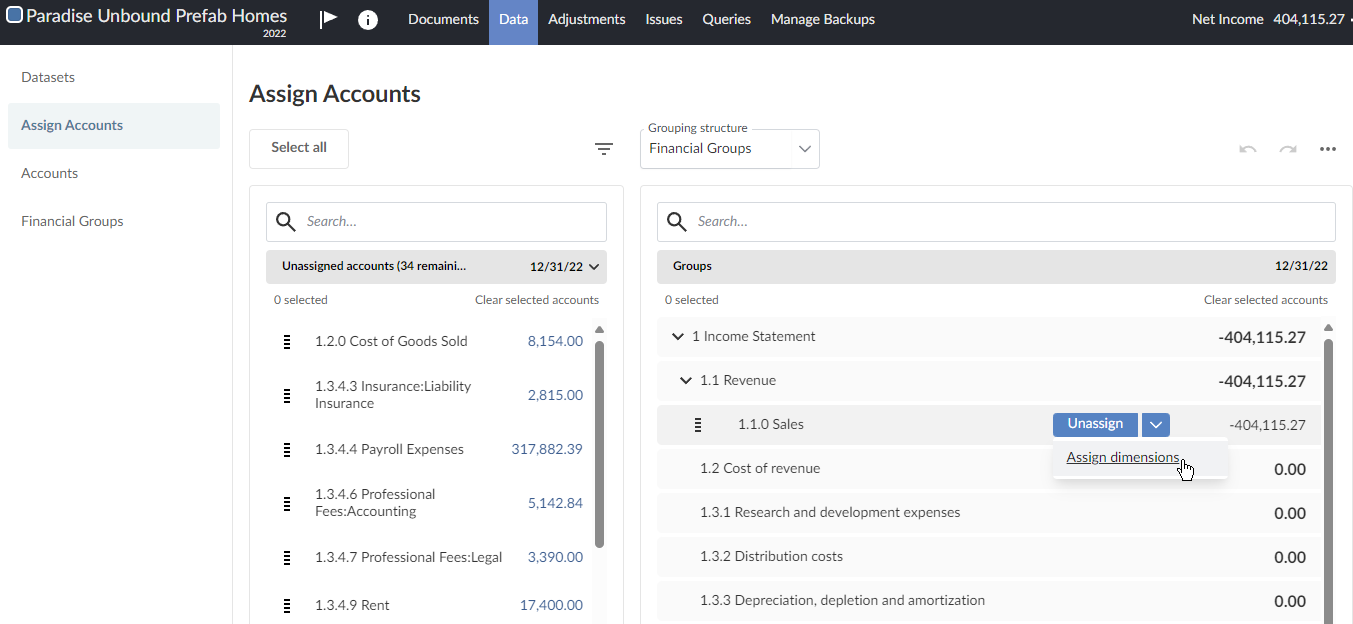 Paradise Unbound Prefab Homes
2022
Documents
Data
Adjustments
Issues
Queries
Manage Backups
Net Income 404,115.27
Datasets
Assign Accounts
Accounts
Financial Groups
Assign Accounts
Select all
Grouping structure
Financial Groups
Search...
Unassigned accounts (34 remaini... 12/31/22
0 selected Clear selected accounts
1.2.0 Cost of Goods Sold 8,154.00
1.3.4.3 Insurance:Liability
Insurance 2,815.00
1.3.4.4 Payroll Expenses 317,882.39
1.3.4.6 Professional
Fees:Accounting 5,142.84
1.3.4.7 Professional Fees:Legal 3,390.00
1.3.4.9 Rent 17,400.00
Search...
Groups 12/31/22
0 selected Clear selected accounts
1 Income Statement -404,115.27
1.1 Revenue -404,115.27
1.1.0 Sales Unassign -404,115.27
Assign dimensions
1.2 Cost of revenue 0.00
1.3.1 Research and development expenses 0.00
1.3.2 Distribution costs 0.00
1.3.3 Depreciation, depletion and amortization 0.00